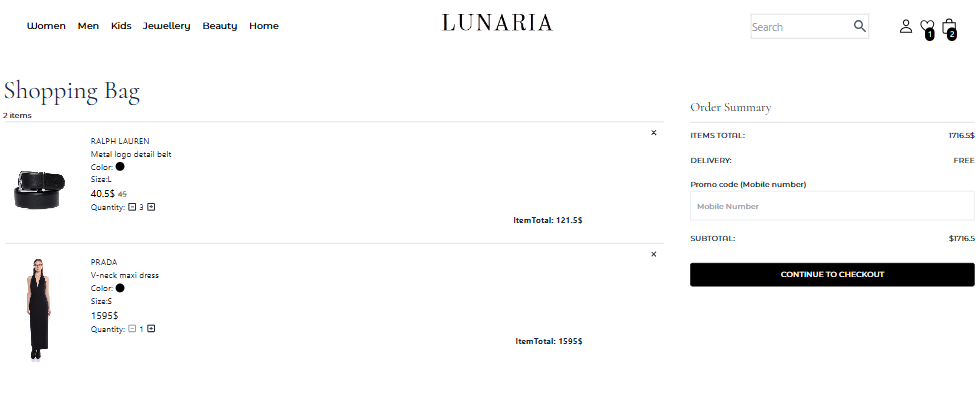 Women Men Kids Jewellery Beauty Home
LUNARIA
Search
1
2
Shopping Bag
2 items
RALPH LAUREN
Metal logo detail belt
Color:
Size:L
40.5$ 45
Quantity: 3
ItemTotal: 121.5$
PRADA
V-neck maxi dress
Color:
Size:S
1595$
Quantity: 1
ItemTotal: 1595$
Order Summary
ITEMS TOTAL: 1716.5$
DELIVERY: FREE
Promo code (Mobile number)
Mobile Number
SUBTOTAL: $1716.5
CONTINUE TO CHECKOUT